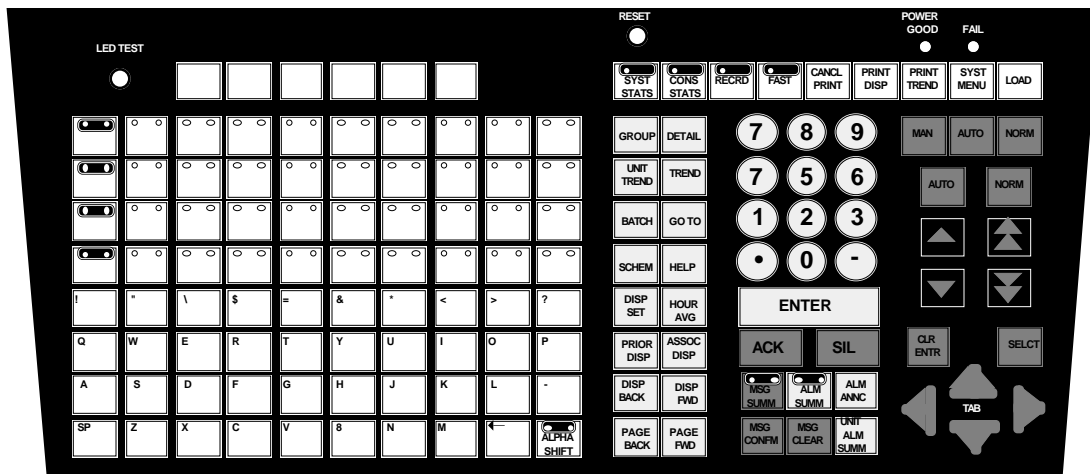 RESET
POWER GOOD
FAIL
LED TEST
SYST STATS
CONS STATS
RECRD
FAST
CANCL PRINT
PRINT DISP
PRINT TREND
SYST MENU
LOAD
GROUP DETAIL
7 8 9
MAN AUTO NORM
UNIT TREND
TREND
7 5 6
AUTO NORM
BATCH GO TO
1 2 3
SCHEM HELP
• 0 -
! " \ $ = & * < > ?
DISP SET
HOUR AVG
ENTER
Q W E R T Y U I O P
PRIOR DISP
ASSOC DISP
ACK SIL
CLR ENTR
SELCT
A S D F G H J K L -
DISP BACK
DISP FWD
MSG SUMM
ALM SUMM
ALM ANNC
TAB
SP Z X C V 8 N M ←
ALPHA SHIFT
PAGE BACK
PAGE FWD
MSG CONFM
MSG CLEAR
UNIT ALM SUMM